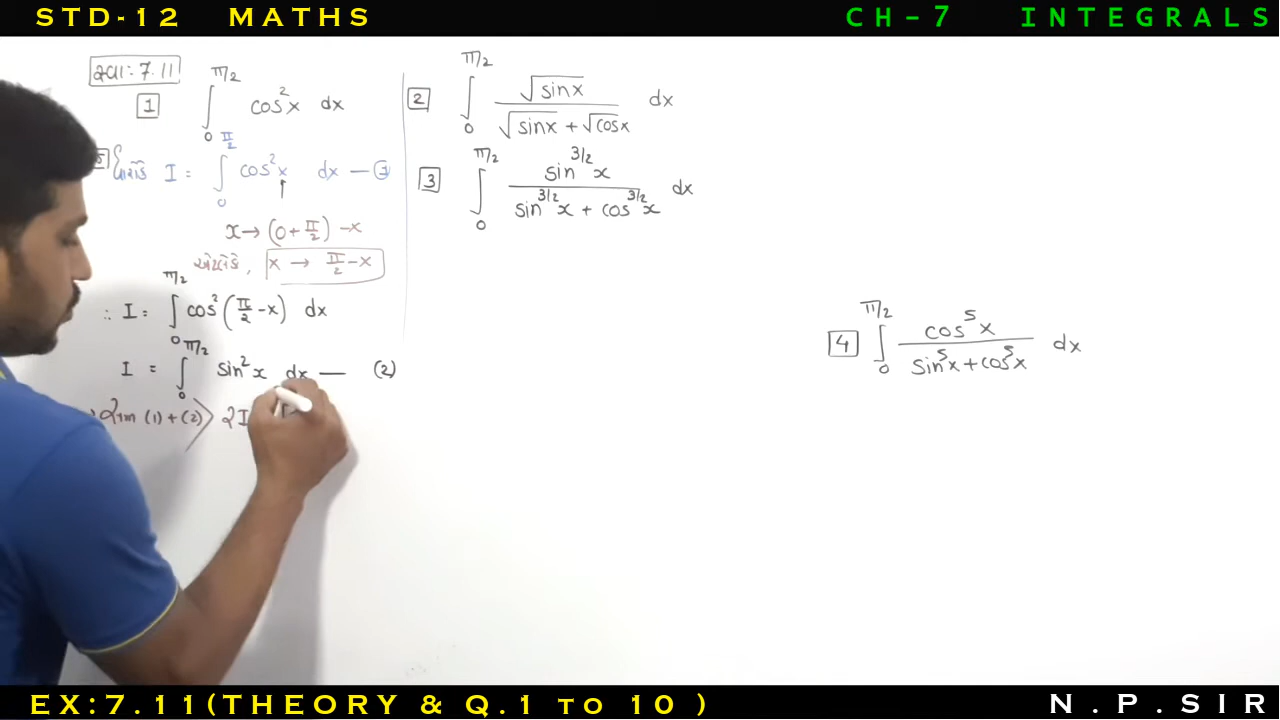 STD-12 MATHS CH-7 INTEGRALS
સ્વા: 7.11
1 ∫₀^(π/2) cos²x dx
I = ∫₀^(π/2) cos²x dx — ①
x → (0 + π/2) - x
એટલે કે, x → π/2 - x
∴ I = ∫₀^(π/2) cos²(π/2 - x) dx
I = ∫₀^(π/2) sin²x dx — (2)
(1) + (2) > 2I
2 ∫₀^(π/2) √sinx / (√sinx + √cosx) dx
3 ∫₀^(π/2) sin^(3/2)x / (sin^(3/2)x + cos^(3/2)x) dx
4 ∫₀^(π/2) cos⁵x / (sin⁵x + cos⁵x) dx
EX:7.11(THEORY & Q.1 TO 10 ) N.P.SIR